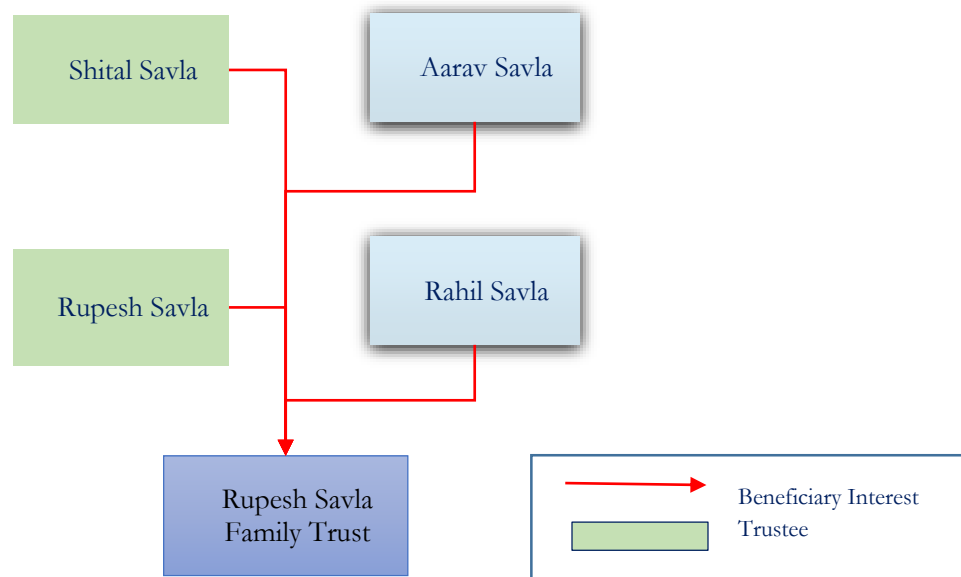 Shital Savla
Aarav Savla
Rupesh Savla
Rahil Savla
Rupesh Savla
Family Trust
Beneficiary Interest
Trustee